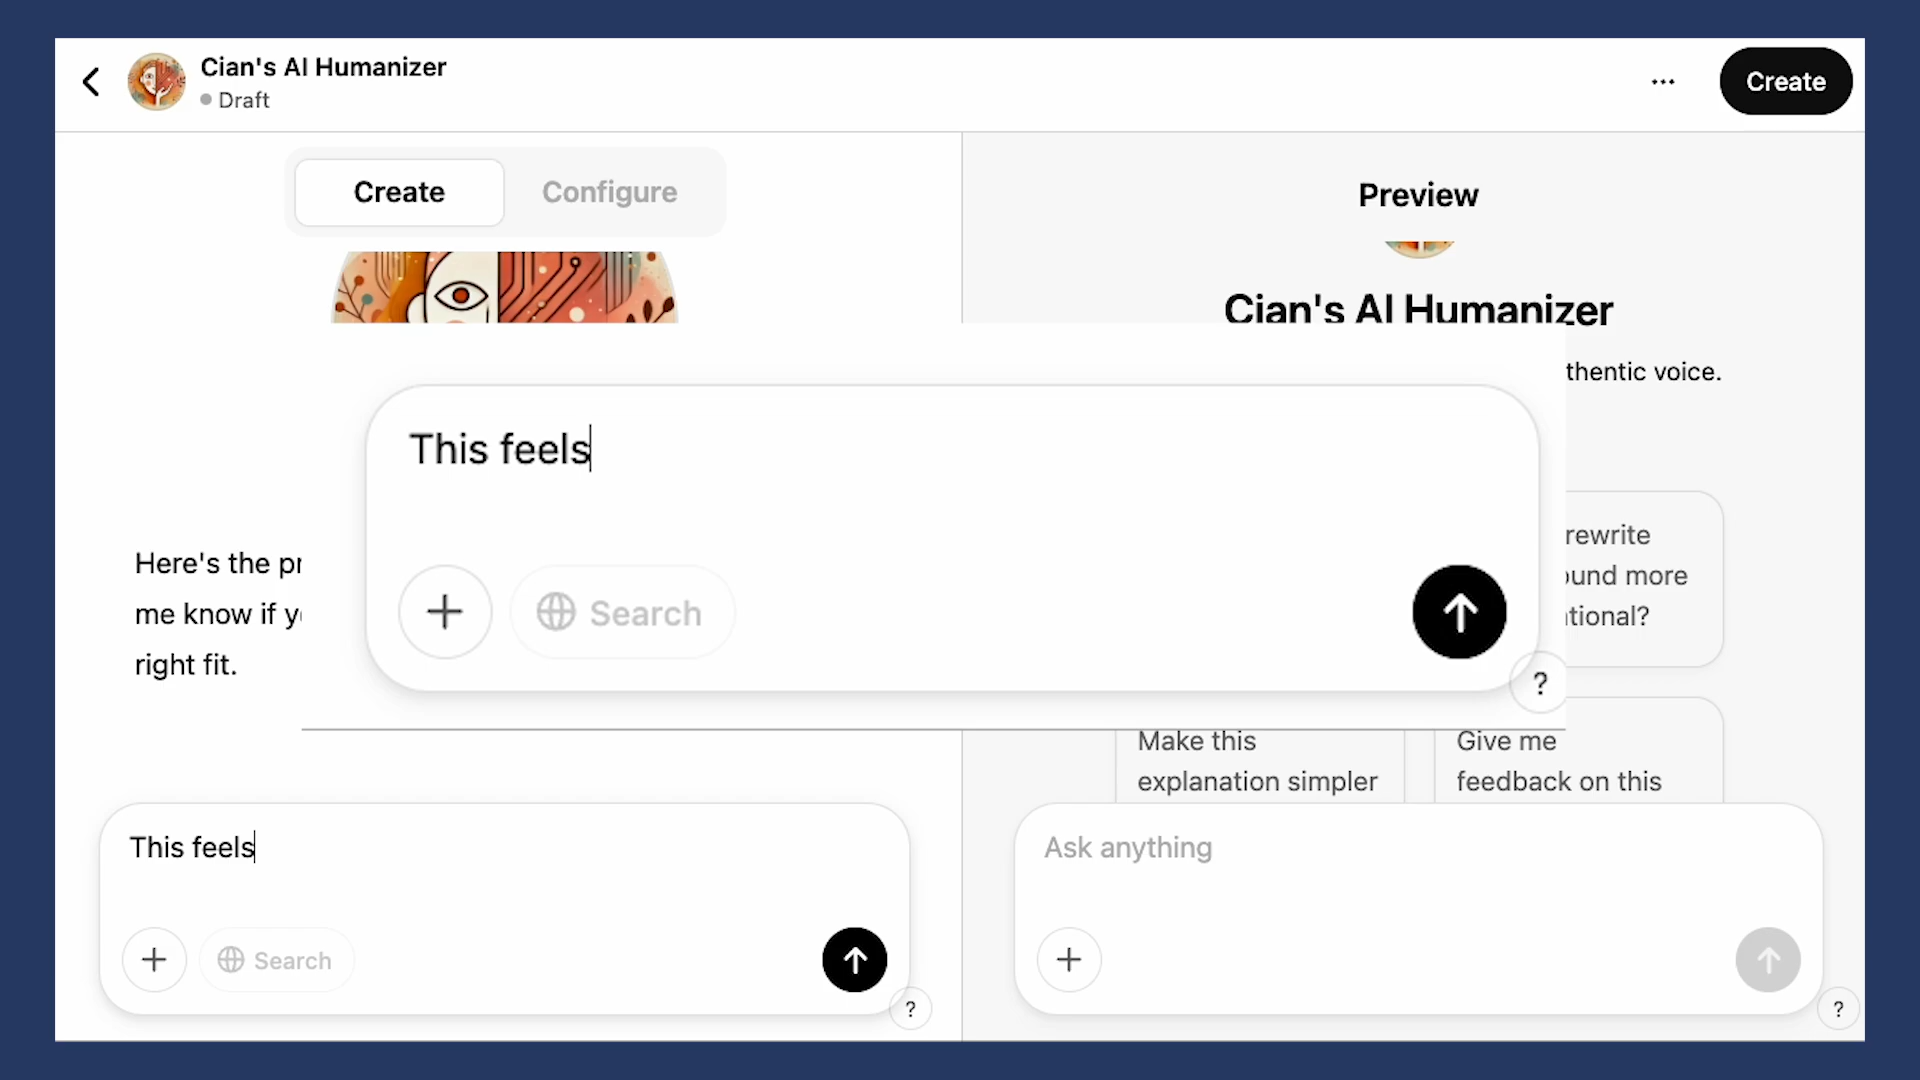 Cian's AI Humanizer
Draft
Create
Create
Configure
Preview
Cian's AI Humanizer
thentic voice.
This feels
Search
?
Here's the pr
me know if y
right fit.
rewrite
ound more
tional?
Make this
explanation simpler
Give me
feedback on this
This feels
Search
?
Ask anything
?